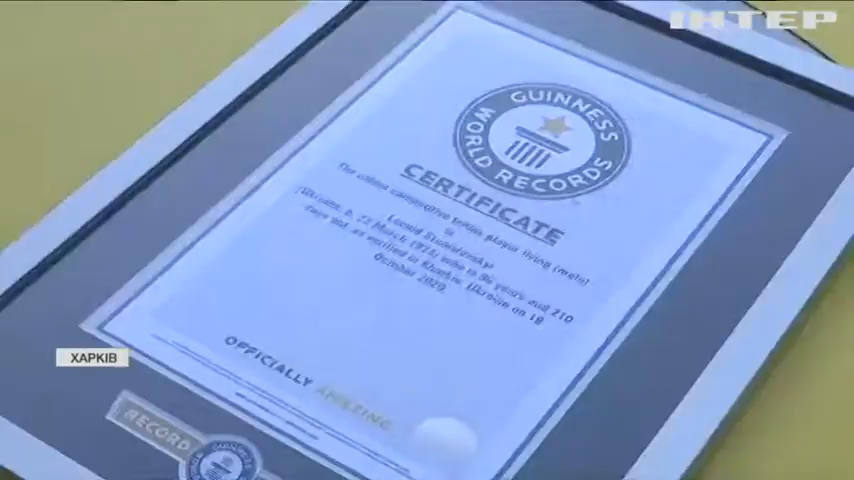 ІНТЕР
GUINNESS
WORLD RECORDS
CERTIFICATE
The oldest competitive tennis player living (male)
is
Leonid Stanislavskyi
(Ukraine, b. 22 March 1924) who is 96 years and 210
days old, as verified in Kharkiv, Ukraine on 18
October 2020
OFFICIALLY AMAZING
ХАРКІВ
RECORD